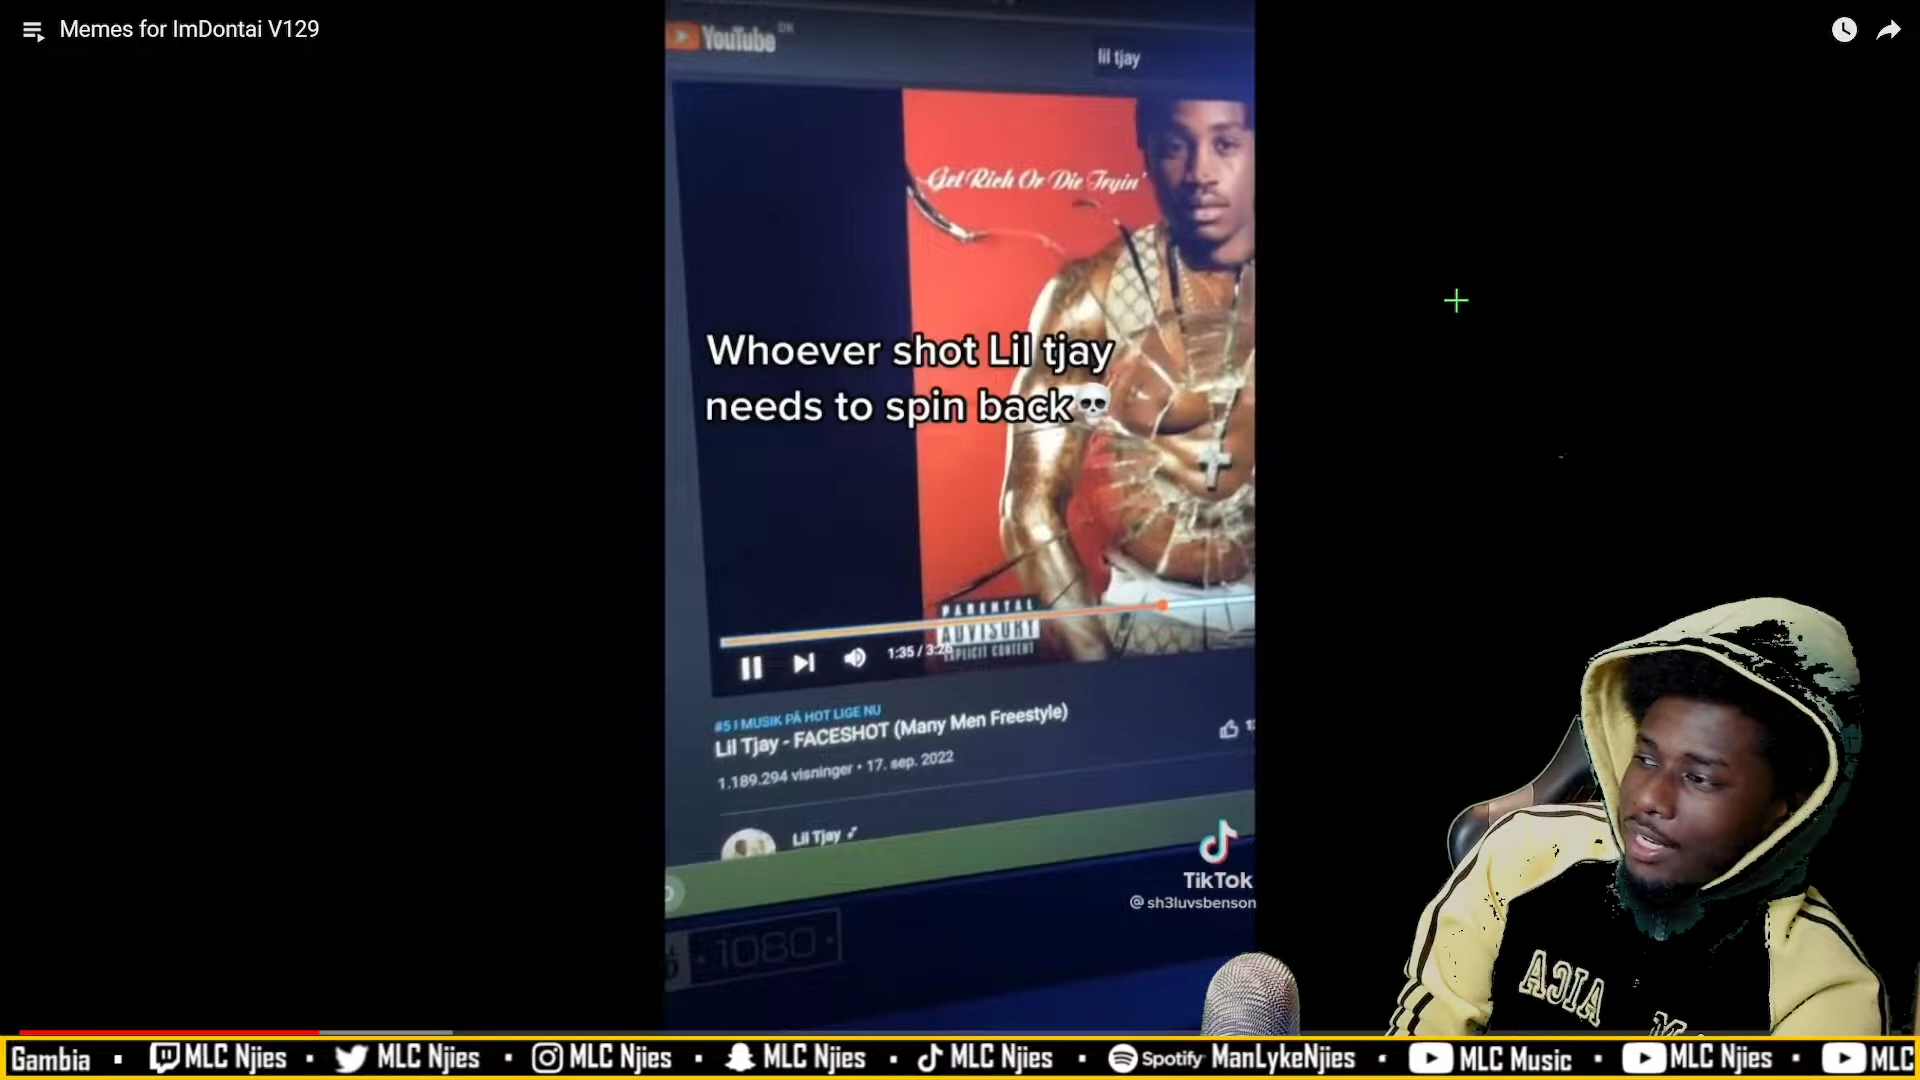 Memes for ImDontai V129
YouTube DK
lil tjay
Get Rich Or Die Tryin'
Whoever shot Lil tjay
needs to spin back💀
PARENTAL
ADVISORY
EXPLICIT CONTENT
1:35 / 3:26
#5 I MUSIK PÅ HOT LIGE NU
Lil Tjay - FACESHOT (Many Men Freestyle)
1.189.294 visninger • 17. sep. 2022
Lil Tjay
TikTok
@sh3luvsbenson
1080
Gambia · MLC Njies · MLC Njies · MLC Njies · MLC Njies · MLC Njies · Spotify ManLykeNjies · MLC Music · MLC Njies · MLC